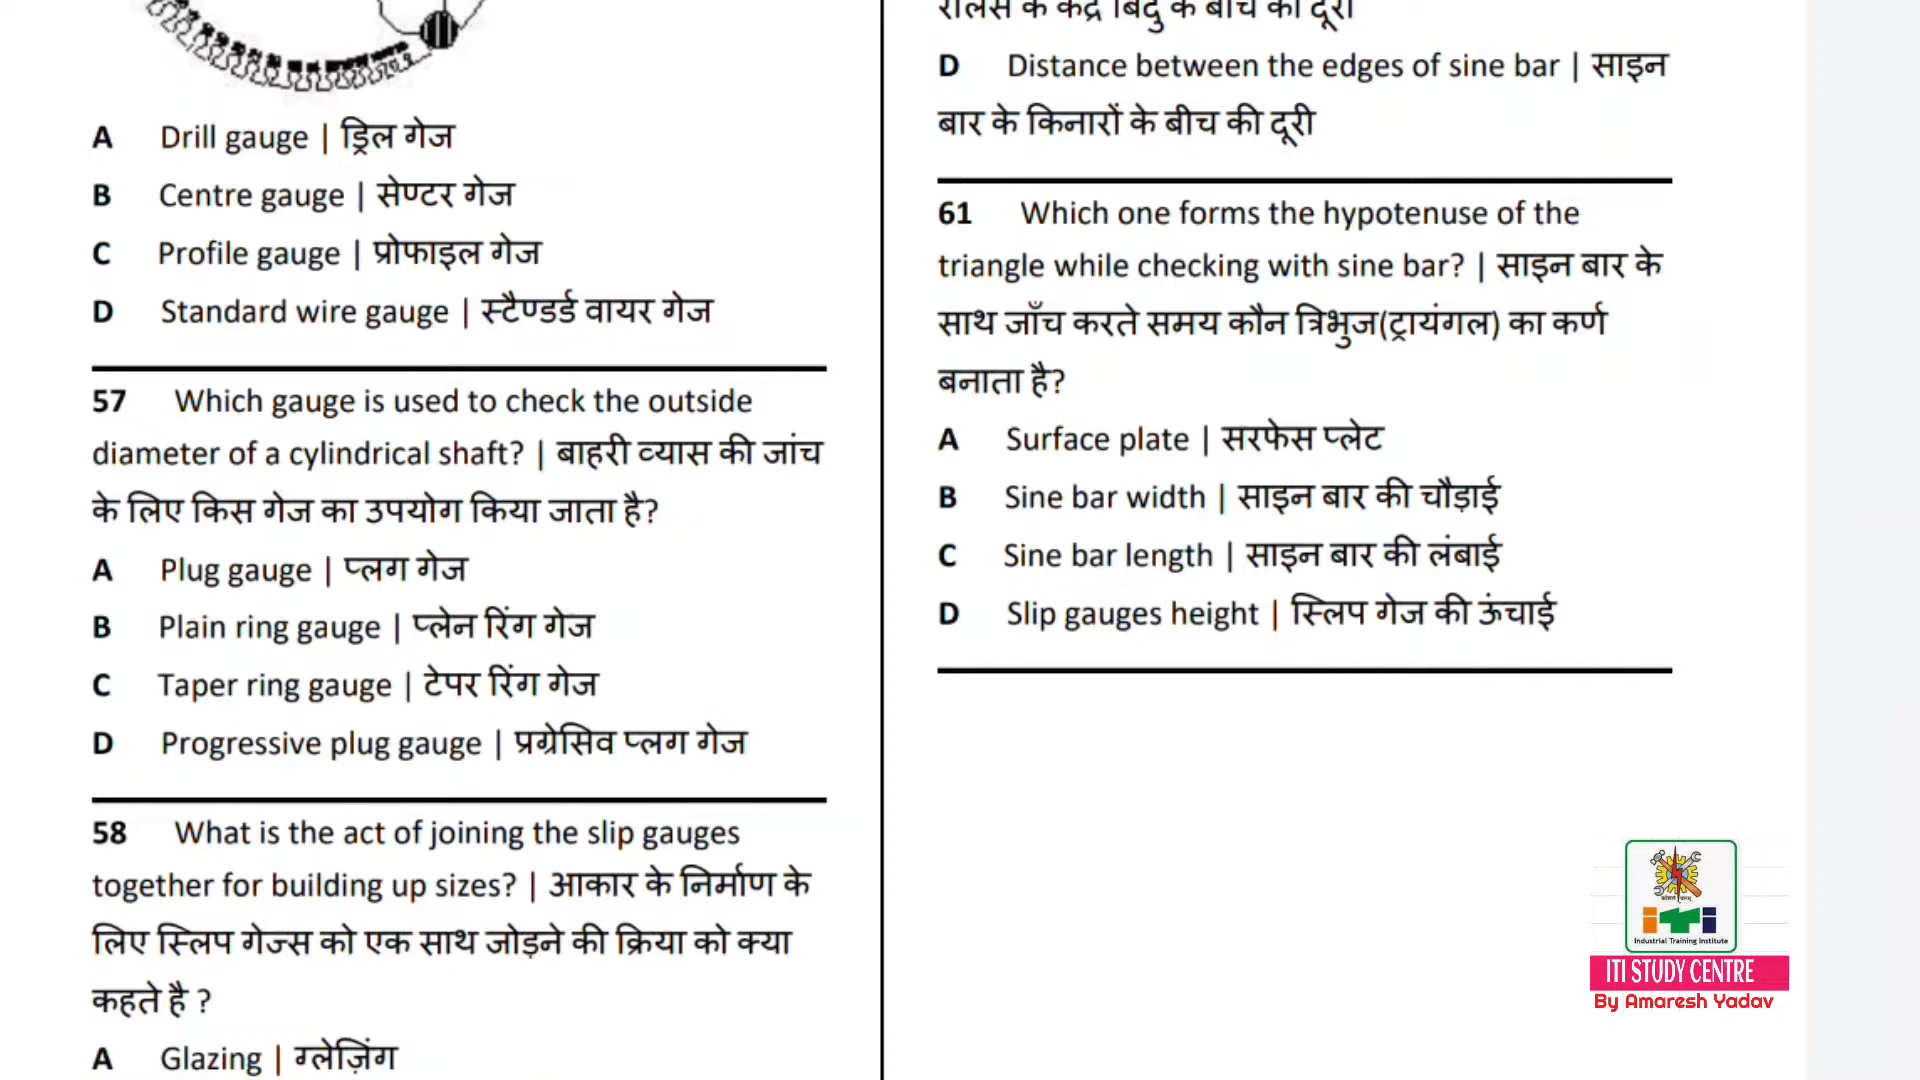 A Drill gauge | ड्रिल गेज
B Centre gauge | सेण्टर गेज
C Profile gauge | प्रोफाइल गेज
D Standard wire gauge | स्टैण्डर्ड वायर गेज
57 Which gauge is used to check the outside
diameter of a cylindrical shaft? | बाहरी व्यास की जांच
के लिए किस गेज का उपयोग किया जाता है?
A Plug gauge | प्लग गेज
B Plain ring gauge | प्लेन रिंग गेज
C Taper ring gauge | टेपर रिंग गेज
D Progressive plug gauge | प्रग्रेसिव प्लग गेज
58 What is the act of joining the slip gauges
together for building up sizes? | आकार के निर्माण के
लिए स्लिप गेज्स को एक साथ जोड़ने की क्रिया को क्या
कहते है ?
A Glazing | ग्लेज़िंग
रोलर्स के केंद्र बिंदु के बीच की दूरी
D Distance between the edges of sine bar | साइन
बार के किनारों के बीच की दूरी
61 Which one forms the hypotenuse of the
triangle while checking with sine bar? | साइन बार के
साथ जाँच करते समय कौन त्रिभुज(ट्रायंगल) का कर्ण
बनाता है?
A Surface plate | सरफेस प्लेट
B Sine bar width | साइन बार की चौड़ाई
C Sine bar length | साइन बार की लंबाई
D Slip gauges height | स्लिप गेज की ऊंचाई
iTi
Industrial Training Institute
ITI STUDY CENTRE
By Amaresh Yadav